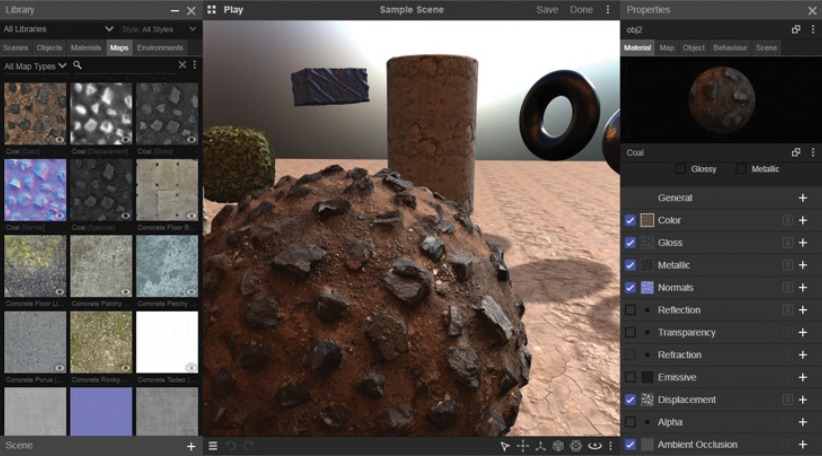 Library
All Libraries
Style: All Styles
Scenes Objects Materials Maps Environments
All Map Types
Coal [Color] Coal [Displacement] Coal [Gloss]
Coal [Normal] Coal [Specular] Concrete Floor B...
Concrete Floor Li... Concrete Patchy ... Concrete Patchy ...
Concrete Porus [... Concrete Rocky ... Concrete Tadao [...
Scene
Play
Sample Scene
Save Done
Properties
obj2
Material Map Object Behaviour Scene
Coal
Glossy Metallic
General
Color
Gloss
Metallic
Normals
Reflection
Transparency
Refraction
Emissive
Displacement
Alpha
Ambient Occlusion